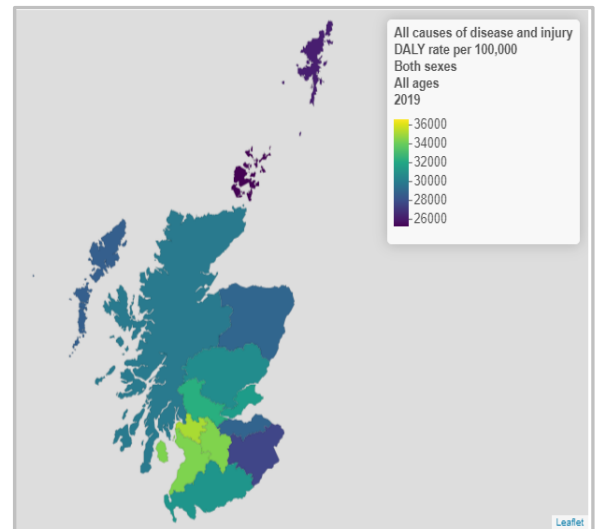 All causes of disease and injury
DALY rate per 100,000
Both sexes
All ages
2019
36000
34000
32000
30000
28000
26000
Leaflet